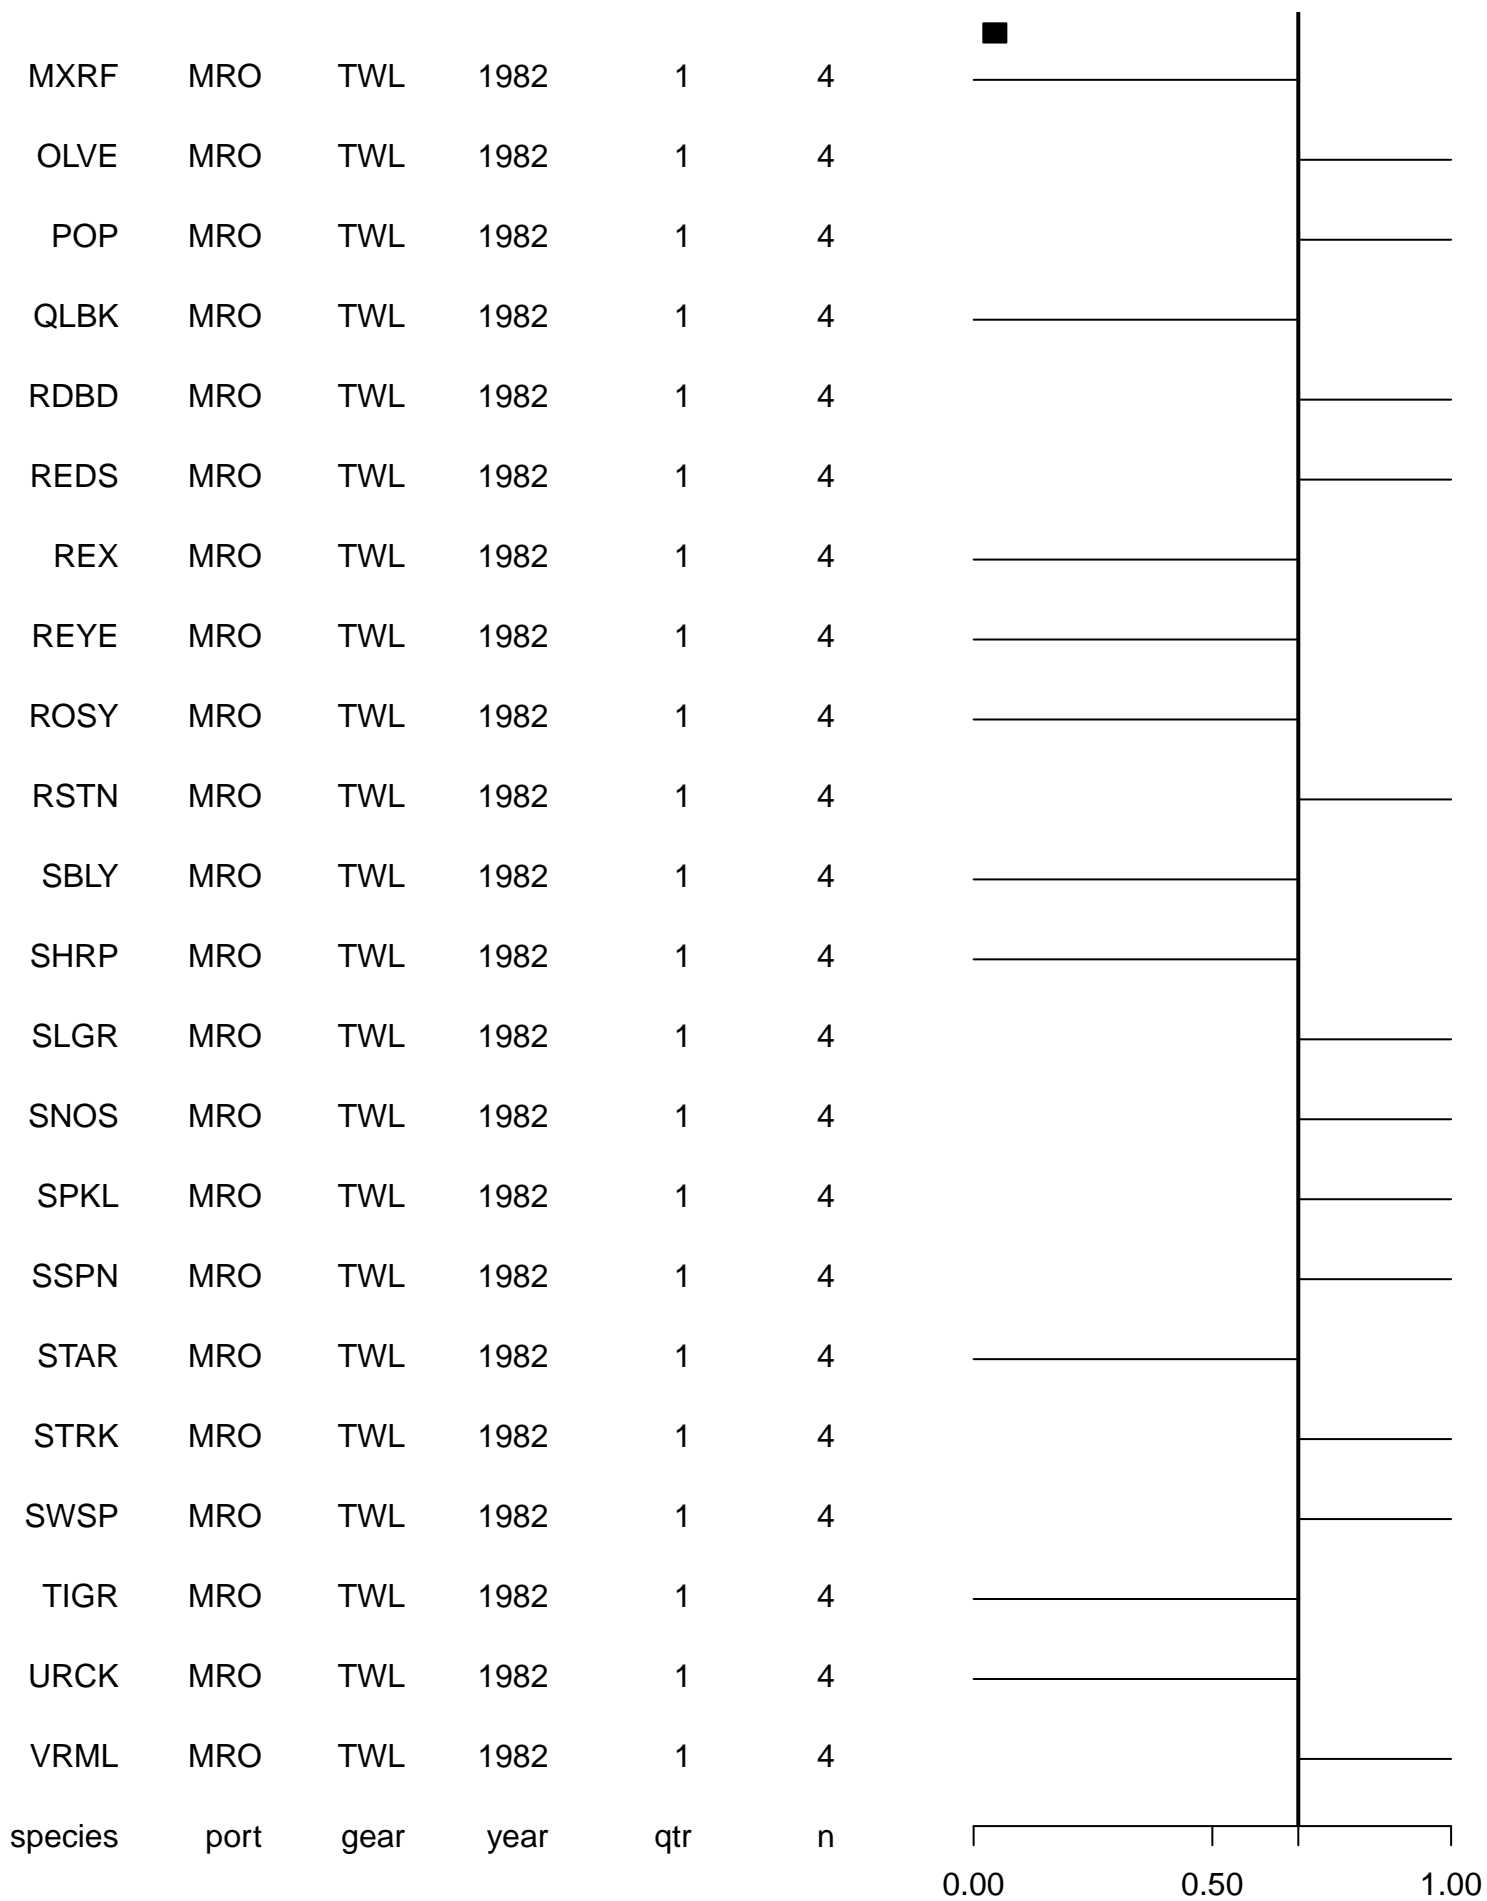 MXRF MRO TWL 1982 1 4
OLVE MRO TWL 1982 1 4
POP MRO TWL 1982 1 4
QLBK MRO TWL 1982 1 4
RDBD MRO TWL 1982 1 4
REDS MRO TWL 1982 1 4
REX MRO TWL 1982 1 4
REYE MRO TWL 1982 1 4
ROSY MRO TWL 1982 1 4
RSTN MRO TWL 1982 1 4
SBLY MRO TWL 1982 1 4
SHRP MRO TWL 1982 1 4
SLGR MRO TWL 1982 1 4
SNOS MRO TWL 1982 1 4
SPKL MRO TWL 1982 1 4
SSPN MRO TWL 1982 1 4
STAR MRO TWL 1982 1 4
STRK MRO TWL 1982 1 4
SWSP MRO TWL 1982 1 4
TIGR MRO TWL 1982 1 4
URCK MRO TWL 1982 1 4
VRML MRO TWL 1982 1 4
species port gear year qtr n
0.00 0.50 1.00